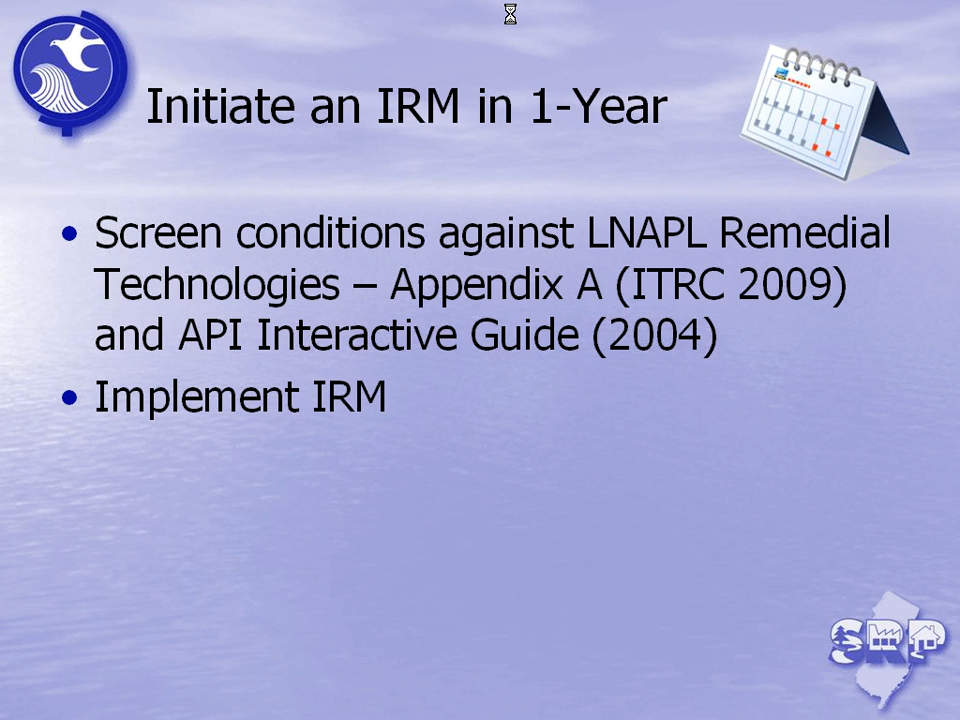 Initiate an IRM in 1-Year
• Screen conditions against LNAPL Remedial
Technologies – Appendix A (ITRC 2009)
and API Interactive Guide (2004)
• Implement IRM
SRP